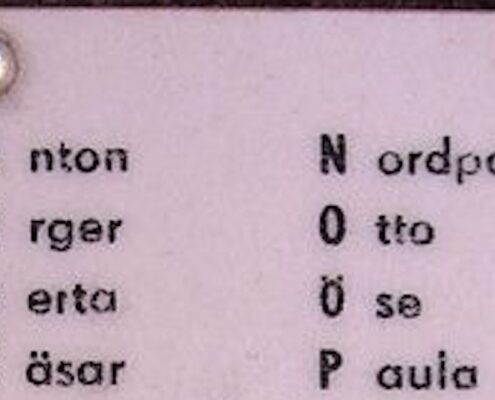 nton N ordpo
rger O tto
erta Ö se
äsar P aula